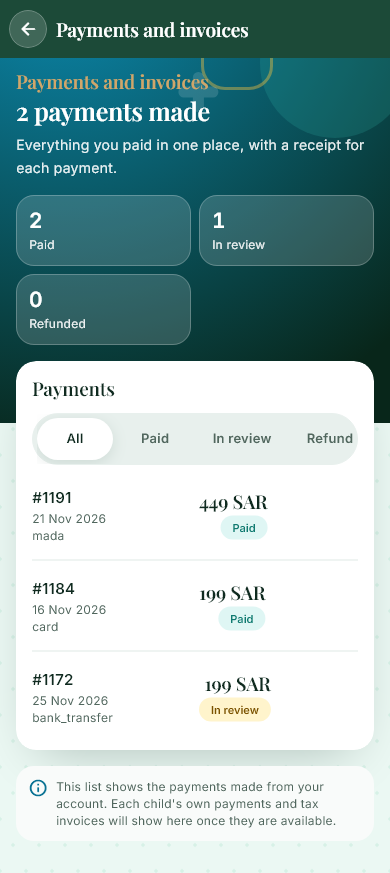 Payments and invoices
Payments and invoices
2 payments made
Everything you paid in one place, with a receipt for
each payment.
2
Paid
1
In review
0
Refunded
Payments
All
Paid
In review
Refund
#1191
21 Nov 2026
mada
449 SAR
Paid
#1184
16 Nov 2026
card
199 SAR
Paid
#1172
25 Nov 2026
bank_transfer
199 SAR
In review
This list shows the payments made from your
account. Each child's own payments and tax
invoices will show here once they are available.